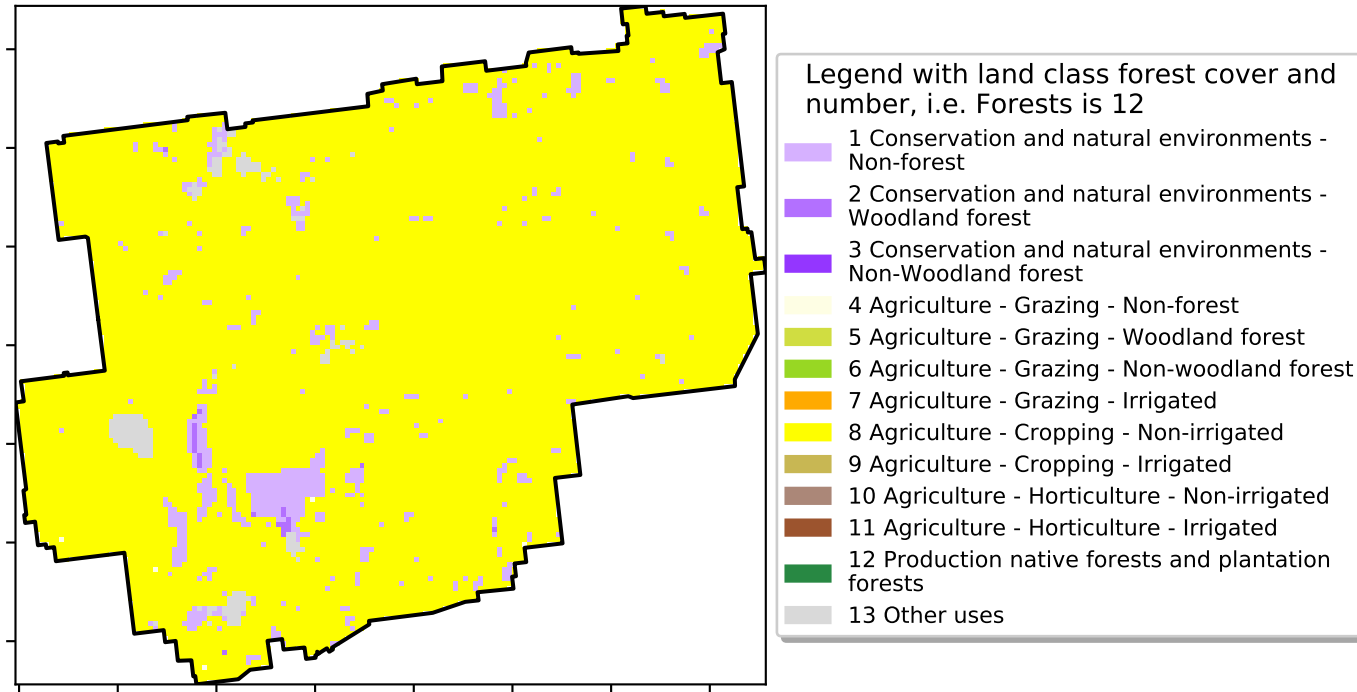 Legend with land class forest cover and
number, i.e. Forests is 12
1 Conservation and natural environments -
Non-forest
2 Conservation and natural environments -
Woodland forest
3 Conservation and natural environments -
Non-Woodland forest
4 Agriculture - Grazing - Non-forest
5 Agriculture - Grazing - Woodland forest
6 Agriculture - Grazing - Non-woodland forest
7 Agriculture - Grazing - Irrigated
8 Agriculture - Cropping - Non-irrigated
9 Agriculture - Cropping - Irrigated
10 Agriculture - Horticulture - Non-irrigated
11 Agriculture - Horticulture - Irrigated
12 Production native forests and plantation
forests
13 Other uses